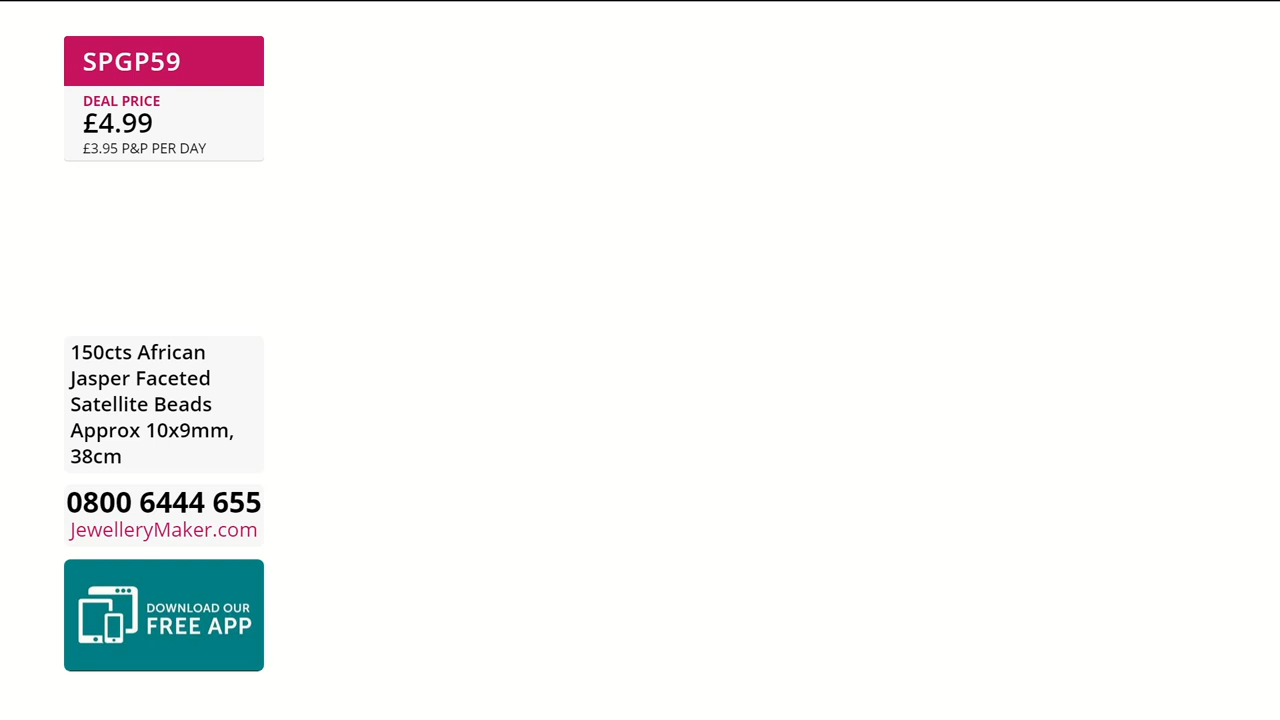 SPGP59
DEAL PRICE
£4.99
£3.95 P&P PER DAY
150cts African
Jasper Faceted
Satellite Beads
Approx 10x9mm,
38cm
0800 6444 655
JewelleryMaker.com
DOWNLOAD OUR
FREE APP